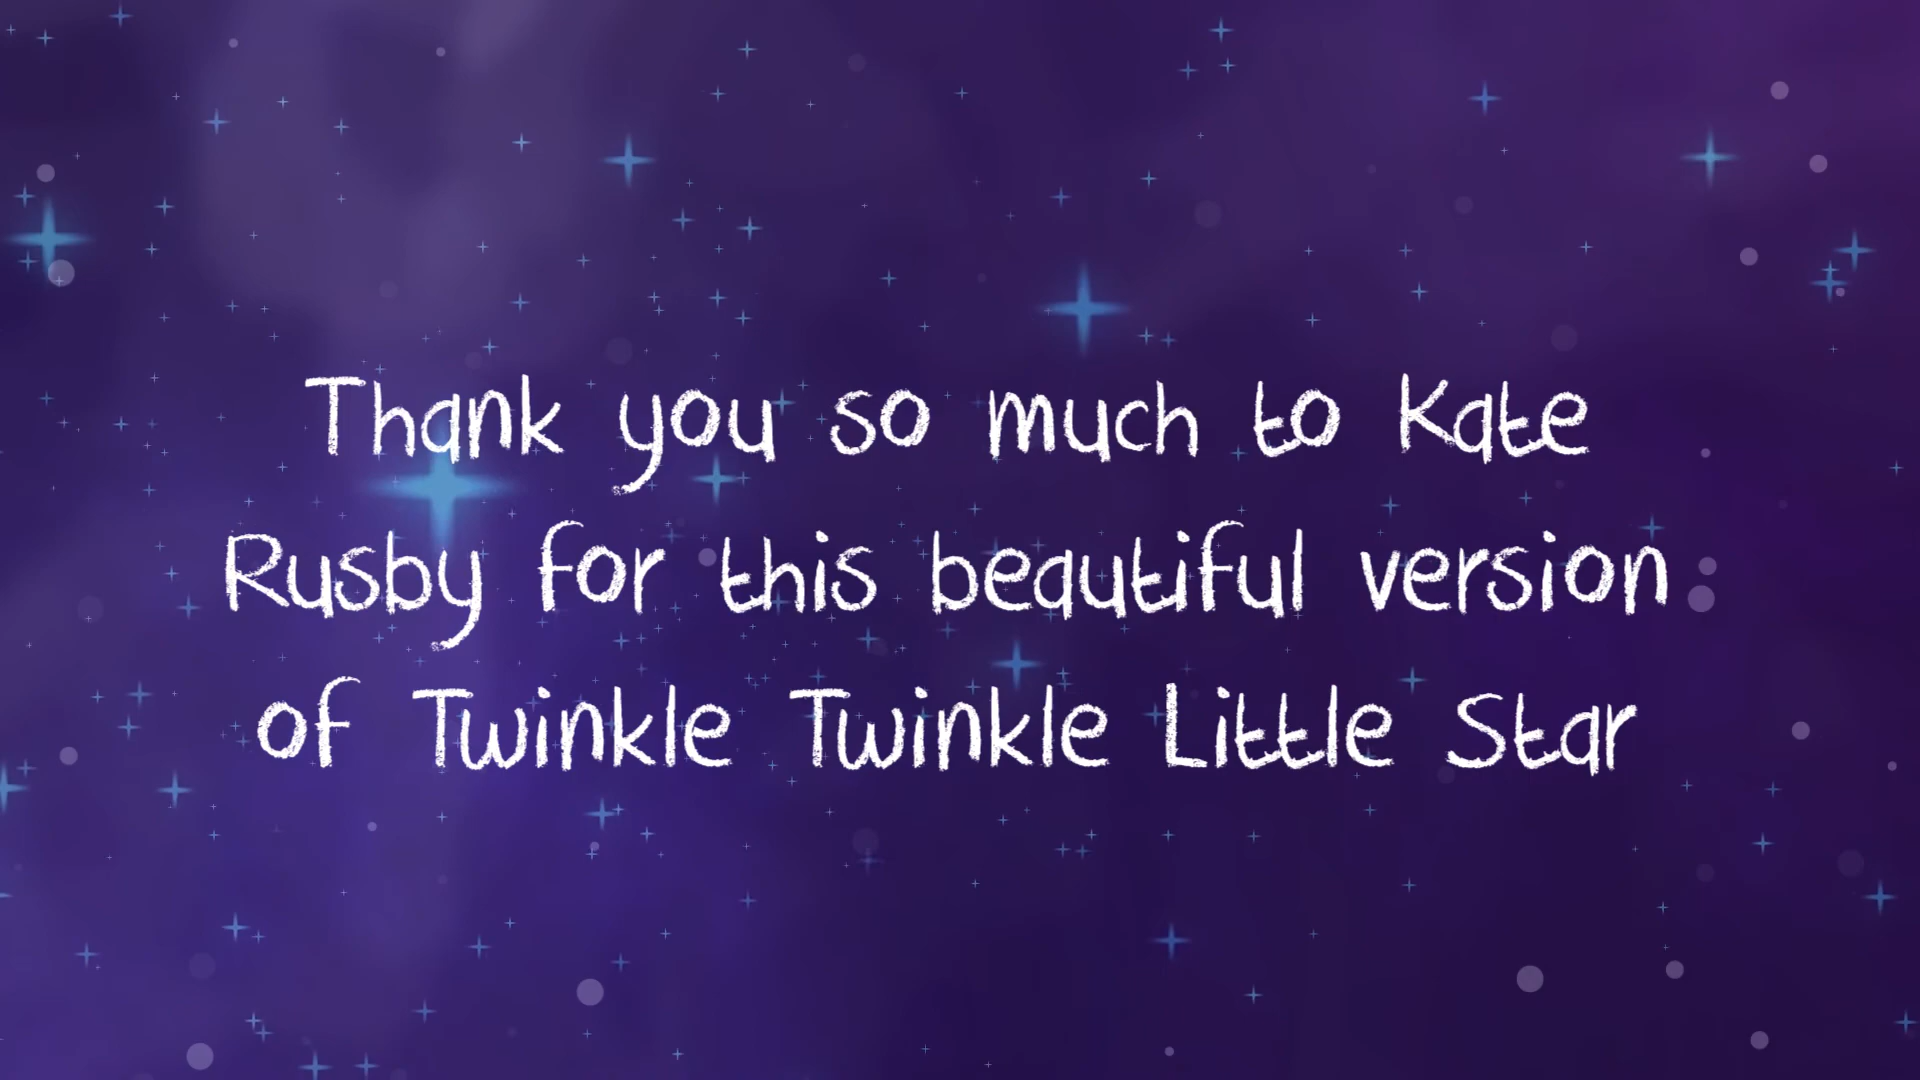 Thank you so much to Kate
Rusby for this beautiful version
of Twinkle Twinkle Little Star